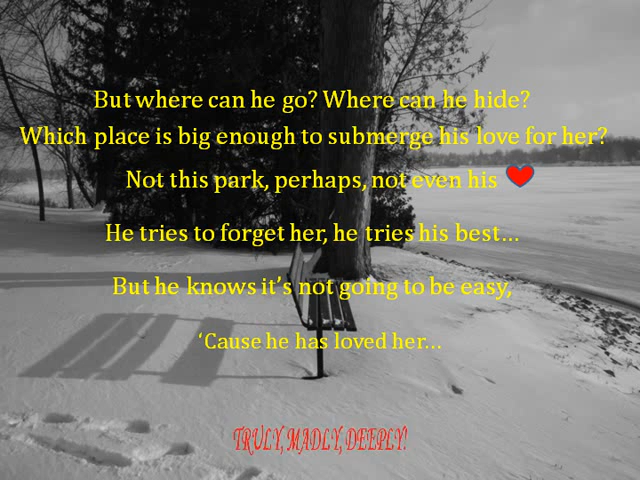 But where can he go? Where can he hide?
Which place is big enough to submerge his love for her?
Not this park, perhaps, not even his ❤
He tries to forget her, he tries his best...
But he knows it's not going to be easy,
‘Cause he has loved her...
TRULY, MADLY, DEEPLY!